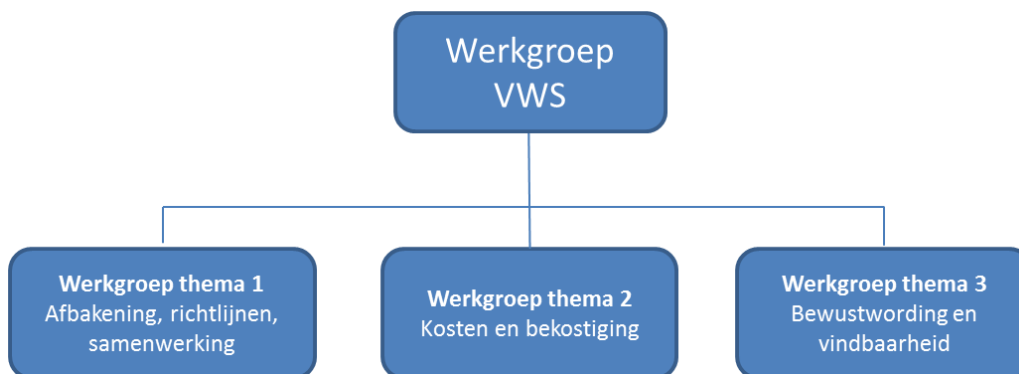 Werkgroep
VWS
Werkgroep thema 1
Afbakening, richtlijnen,
samenwerking
Werkgroep thema 2
Kosten en bekostiging
Werkgroep thema 3
Bewustwording en
vindbaarheid